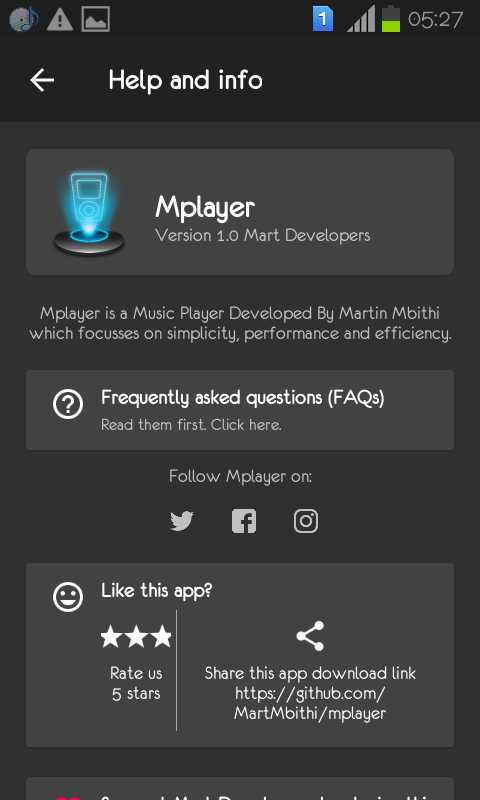 1
05:27
Help and info
Mplayer
Version 1.0 Mart Developers
Mplayer is a Music Player Developed By Martin Mbithi
which focusses on simplicity, performance and efficiency.
Frequently asked questions (FAQs)
Read them first. Click here.
Follow Mplayer on:
Like this app?
Rate us
5 stars
Share this app download link
https://github.com/
MartMbithi/mplayer